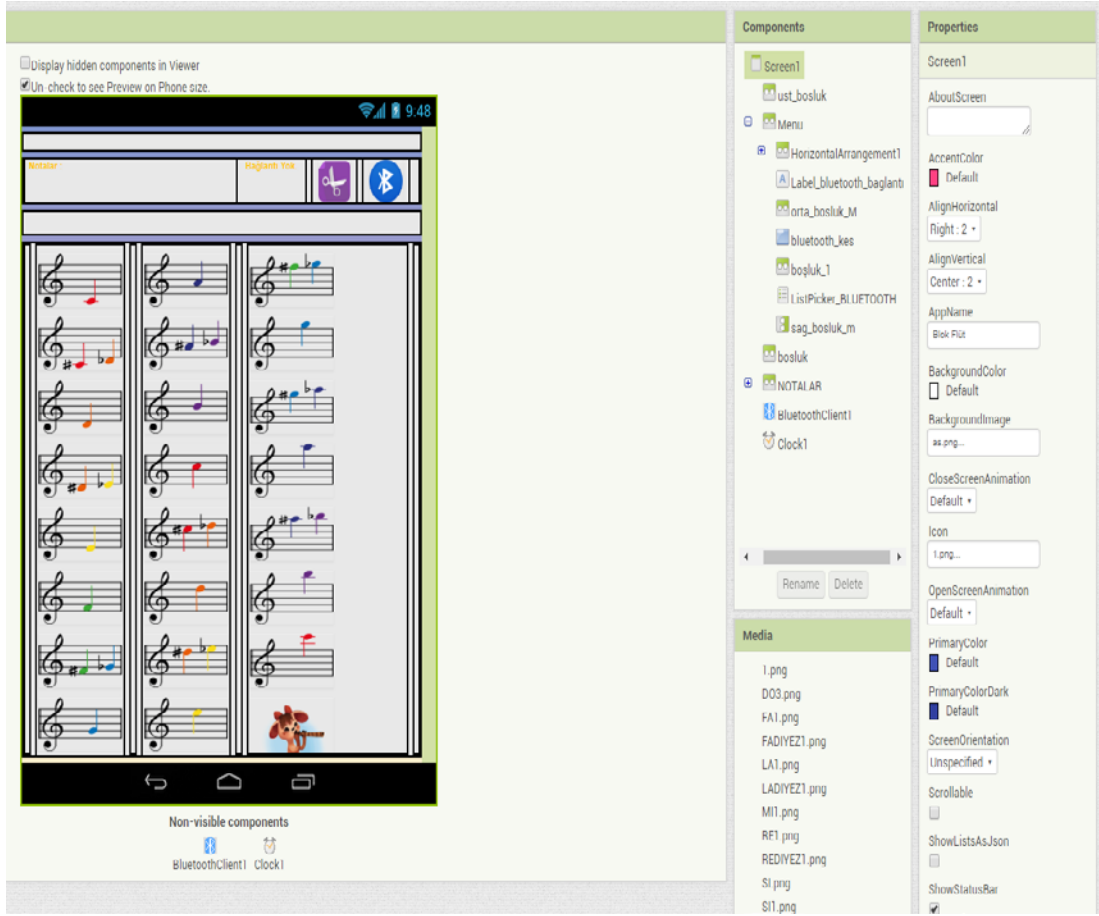 Display hidden components in Viewer
Un-check to see Preview on Phone size.
9:48
Notalar :
Baglantı Yok
Non-visible components
BluetoothClient1 Clock1
Components
Screen1
ust_bosluk
Menu
HorizontalArrangement1
Label_bluetooth_baglantı
orta_bosluk_M
bluetooth_kes
boşluk_1
ListPicker_BLUETOOTH
sag_bosluk_m
bosluk
NOTALAR
BluetoothClient1
Clock1
Rename Delete
Media
1.png
DO3.png
FA1.png
FADIYEZ1.png
LA1.png
LADIYEZ1.png
MI1.png
RE1.png
REDIYEZ1.png
SI.png
SI1.png
Properties
Screen1
AboutScreen
AccentColor
Default
AlignHorizontal
Right : 2
AlignVertical
Center : 2
AppName
Blok Flüt
BackgroundColor
Default
BackgroundImage
as.png...
CloseScreenAnimation
Default
Icon
1.png...
OpenScreenAnimation
Default
PrimaryColor
Default
PrimaryColorDark
Default
ScreenOrientation
Unspecified
Scrollable
ShowListsAsJson
ShowStatusBar